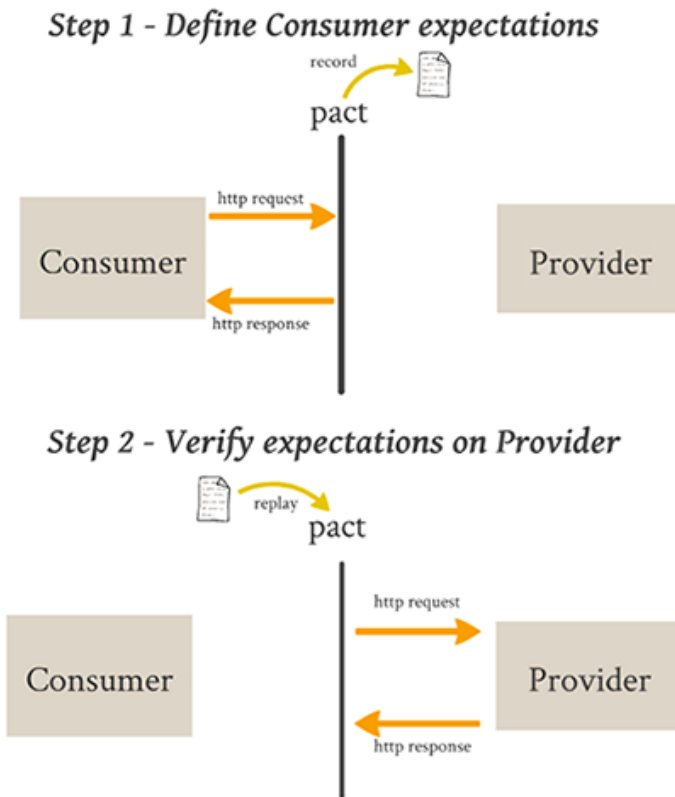 Step 1 - Define Consumer expectations
record
pact
http request
Consumer
Provider
http response
Step 2 - Verify expectations on Provider
replay
pact
http request
Consumer
Provider
http response